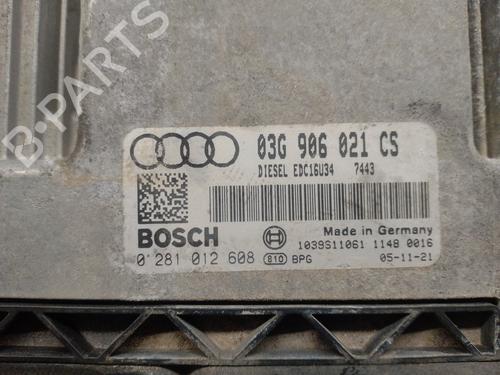 B-PARTS
03G 906 021 CS
DIESEL EDC16U34 7443
BOSCH
Made in Germany
1039S11061 1148 0016
0 281 012 608 810 BPG 05-11-21